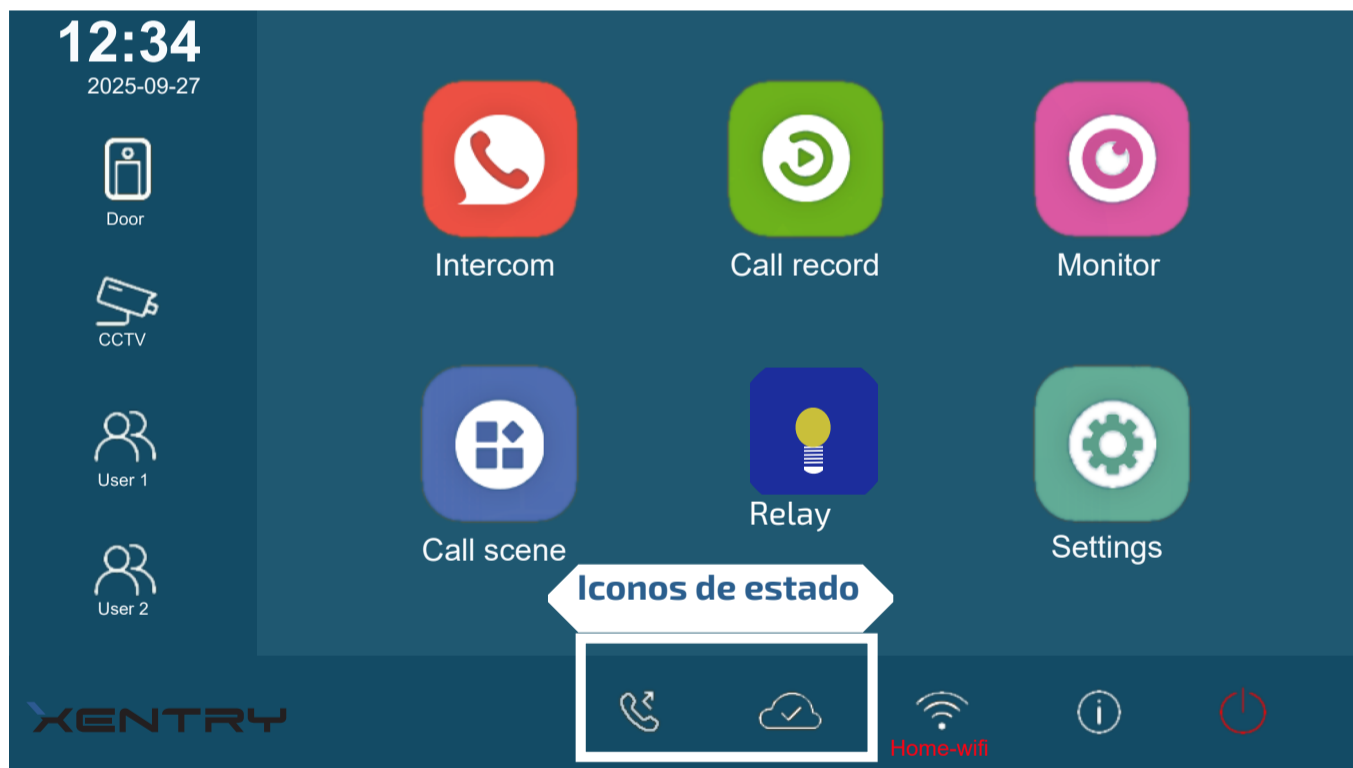 12:34
2025-09-27
Door
CCTV
User 1
User 2
Intercom
Call record
Monitor
Call scene
Relay
Settings
Iconos de estado
XENTRY
Home-wifi